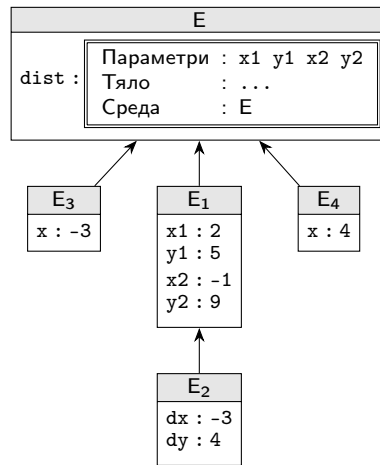 E
dist : Параметри : x1 y1 x2 y2
Тяло : ...
Среда : E
E₃
x : -3
E₁
x1 : 2
y1 : 5
x2 : -1
y2 : 9
E₄
x : 4
E₂
dx : -3
dy : 4